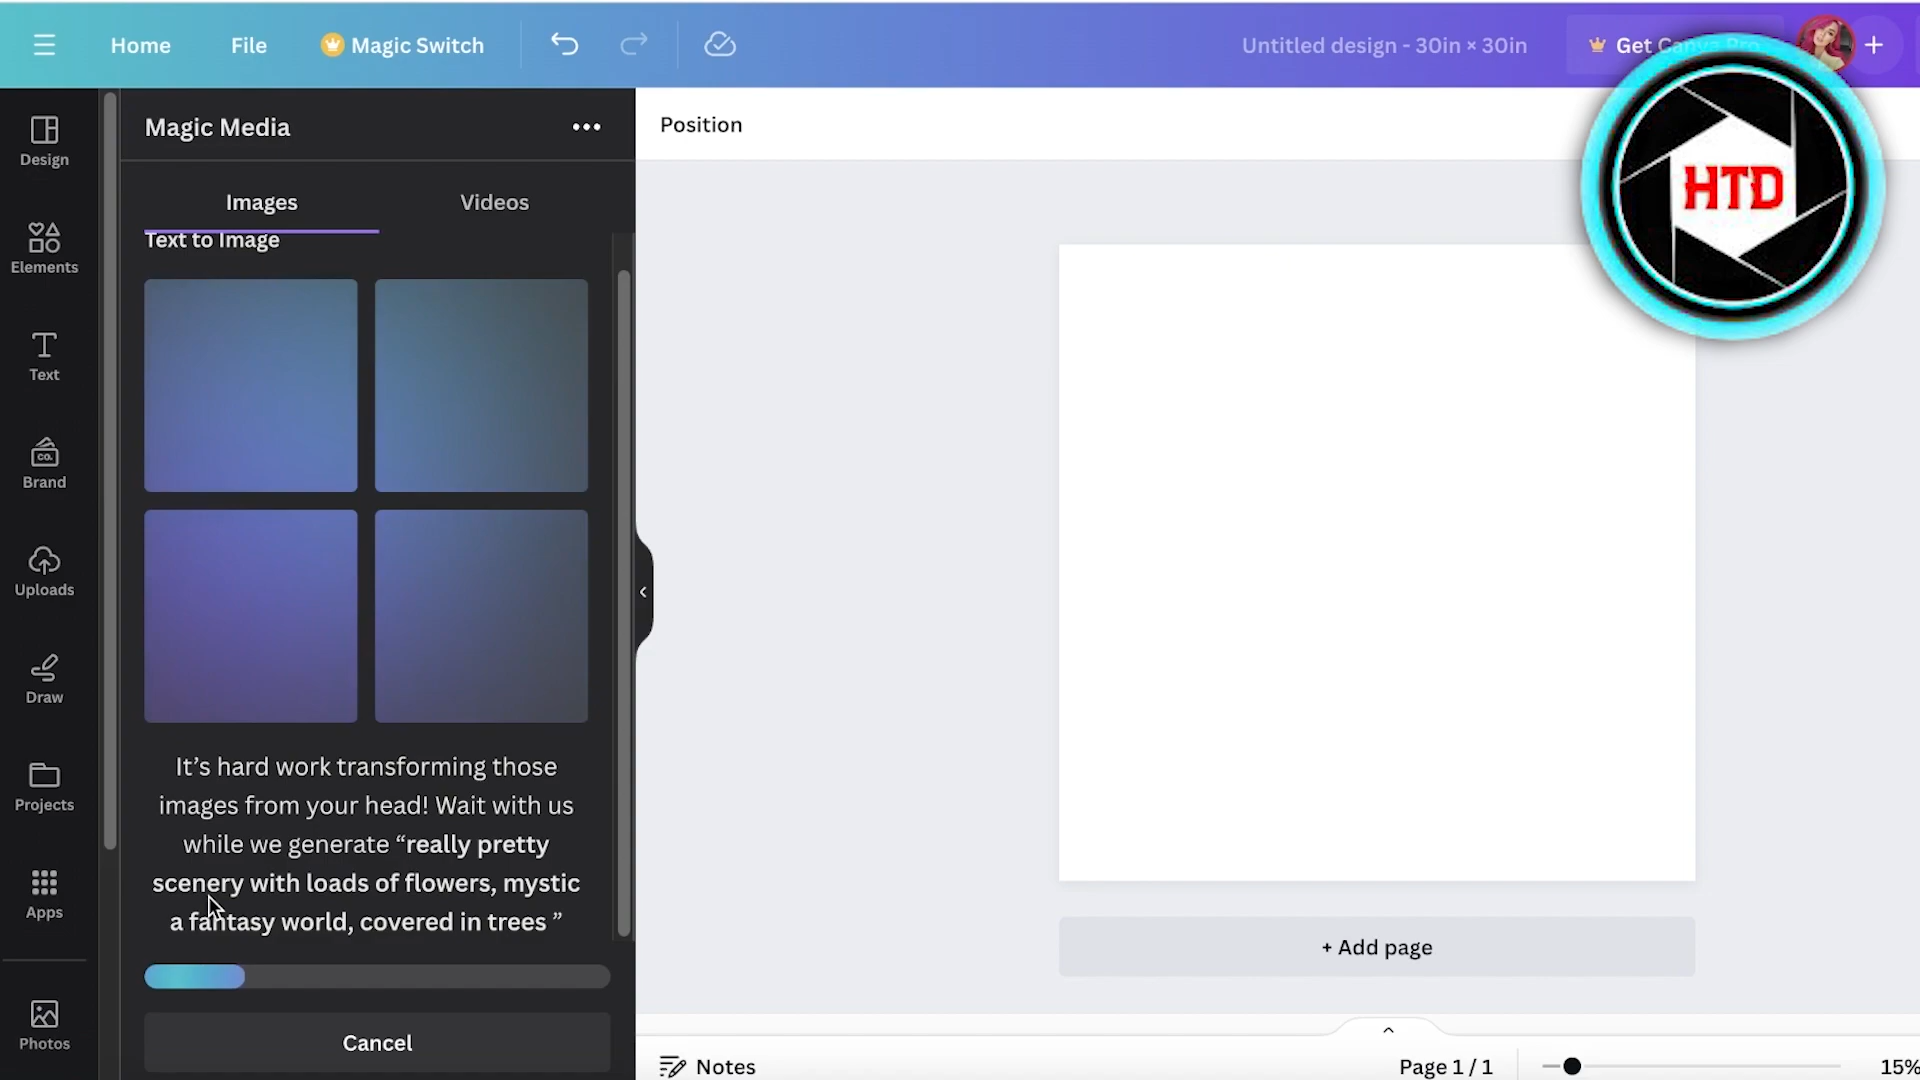 Home
File
Magic Switch
Untitled design - 30in × 30in
Get Canva Pro
HTD
Design
Elements
Text
Brand
CO.
Uploads
Draw
Projects
Apps
Photos
Magic Media
Images
Videos
Text to Image
It's hard work transforming those
images from your head! Wait with us
while we generate “really pretty
scenery with loads of flowers, mystic
a fantasy world, covered in trees ”
Cancel
Position
+ Add page
Notes
Page 1 / 1
15%